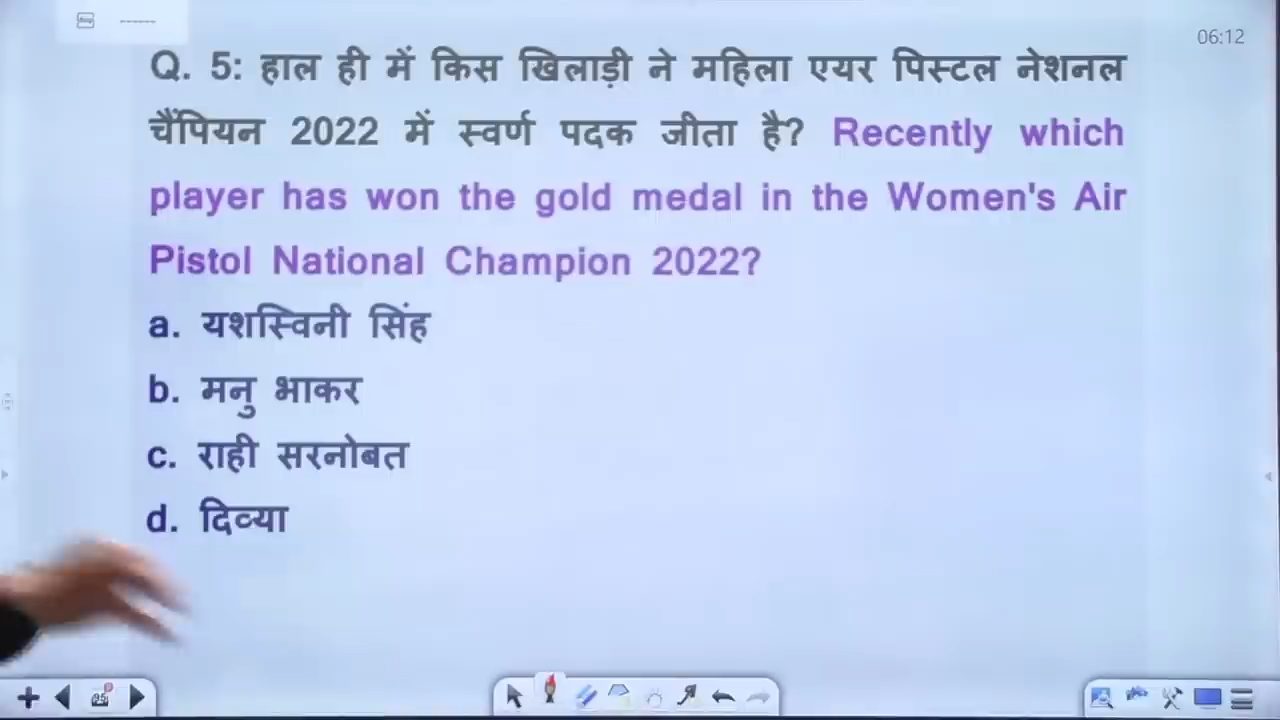 06:12
Q. 5: हाल ही में किस खिलाड़ी ने महिला एयर पिस्टल नेशनल
चैंपियन 2022 में स्वर्ण पदक जीता है? Recently which
player has won the gold medal in the Women's Air
Pistol National Champion 2022?
a. यशस्विनी सिंह
b. मनु भाकर
c. राही सरनोबत
d. दिव्या